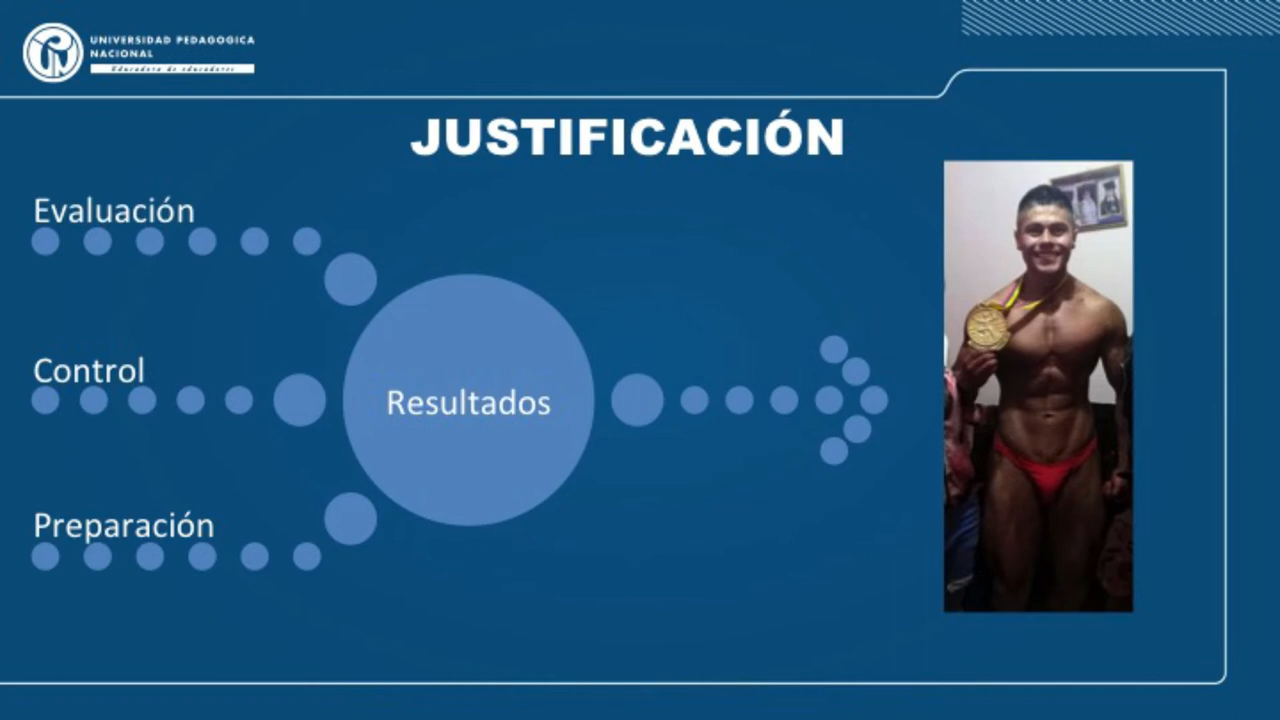 UNIVERSIDAD PEDAGOGICA
NACIONAL
Educadora de educadores
JUSTIFICACIÓN
Evaluación
Control
Resultados
Preparación